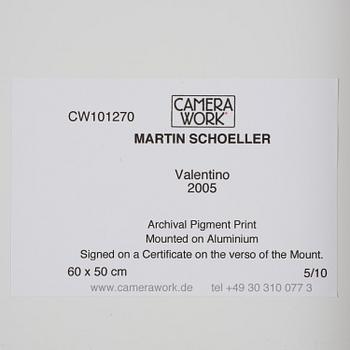 CAMERA
CW101270 WORK
MARTIN SCHOELLER
Valentino
2005
Archival Pigment Print
Mounted on Aluminium
Signed on a Certificate on the verso of the Mount.
60 x 50 cm 5/10
www.camerawork.de tel +49 30 310 077 3